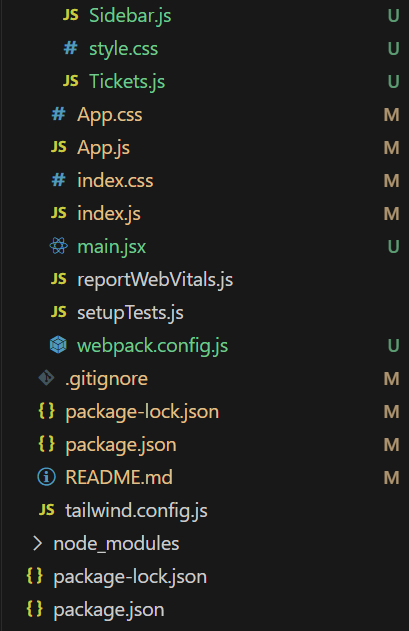 JS Sidebar.js U
# style.css U
JS Tickets.js U
# App.css M
JS App.js M
# index.css M
JS index.js M
main.jsx U
JS reportWebVitals.js
JS setupTests.js
webpack.config.js U
.gitignore M
{} package-lock.json M
{} package.json M
README.md M
JS tailwind.config.js
> node_modules
{} package-lock.json
{} package.json